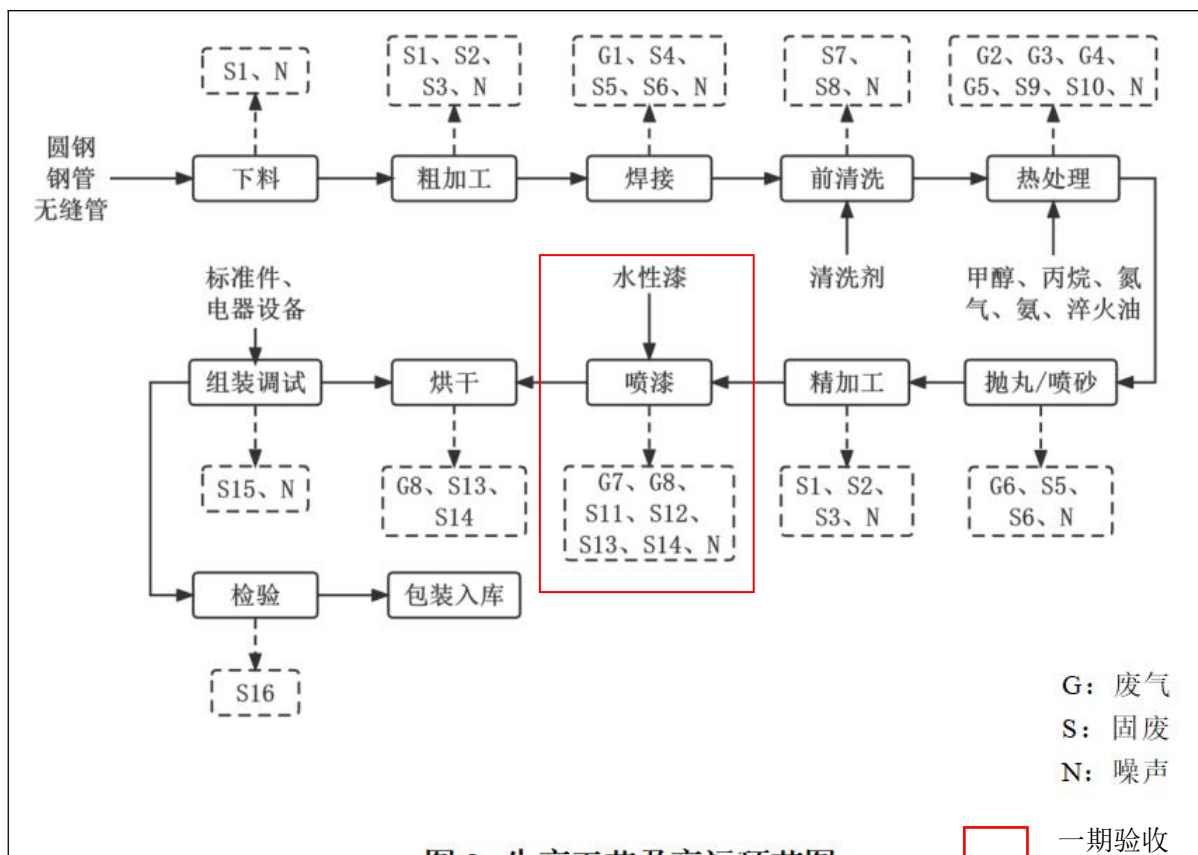 S1、N
S1、S2、
S3、N
G1、S4、
S5、S6、N
S7、
S8、N
G2、G3、G4、
G5、S9、S10、N
圆钢
钢管
无缝管
下料
粗加工
焊接
前清洗
热处理
标准件、
电器设备
水性漆
清洗剂
甲醇、丙烷、氮
气、氨、淬火油
组装调试
烘干
喷漆
精加工
抛丸/喷砂
S15、N
G8、S13、
S14
G7、G8、
S11、S12、
S13、S14、N
S1、S2、
S3、N
G6、S5、
S6、N
检验
包装入库
S16
G：废气
S：固废
N：噪声
一期验收